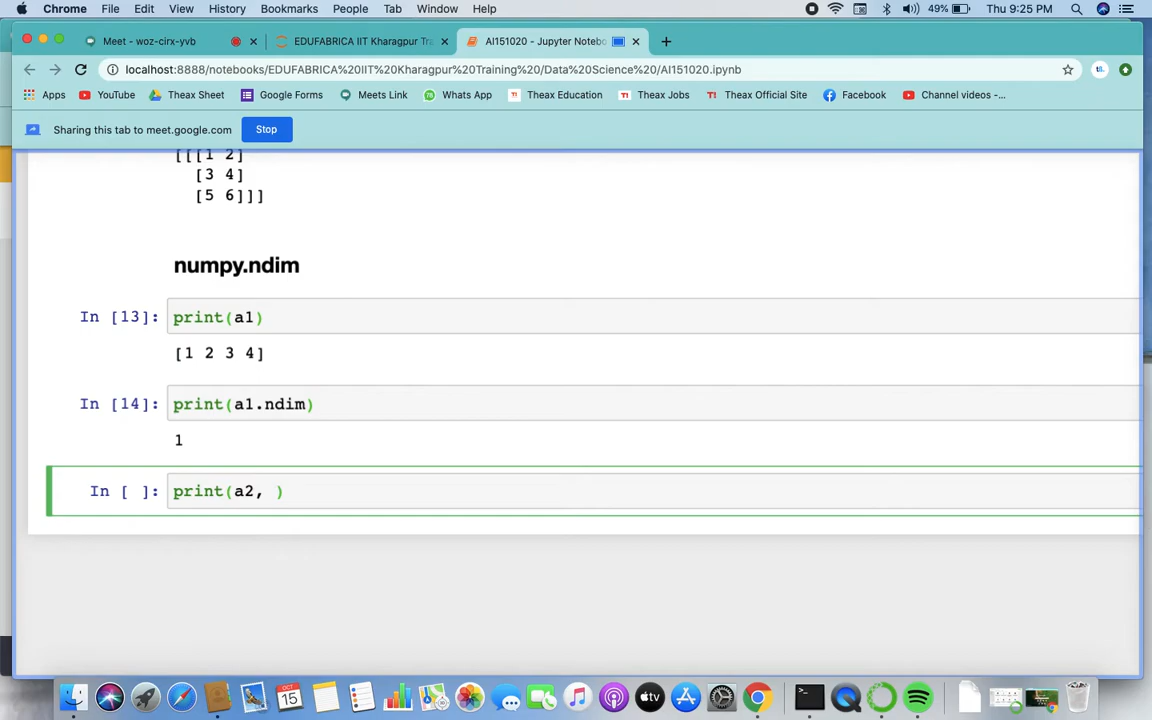 Chrome File Edit View History Bookmarks People Tab Window Help 49% Thu 9:25 PM
Meet - woz-cirx-yvb EDUFABRICA IIT Kharagpur Tra AI151020 - Jupyter Notebo
localhost:8888/notebooks/EDUFABRICA%20IIT%20Kharagpur%20Training%20/Data%20Science%20/AI151020.ipynb
Apps YouTube Theax Sheet Google Forms Meets Link Whats App Theax Education Theax Jobs Theax Official Site Facebook Channel videos -...
Sharing this tab to meet.google.com Stop
[[[1 2]
[3 4]
[5 6]]]
numpy.ndim
In [13]: print(a1)
[1 2 3 4]
In [14]: print(a1.ndim)
1
In [ ]: print(a2, )
OCT
15
tv